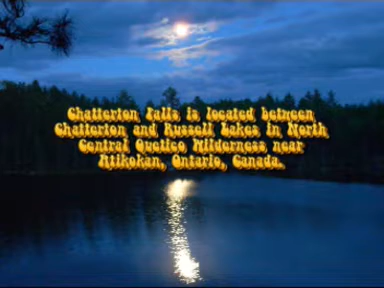 Chatterton Falls is located between
Chatterton and Russell Lakes in North
Central Quetico Wilderness near
Atikokan, Ontario, Canada.